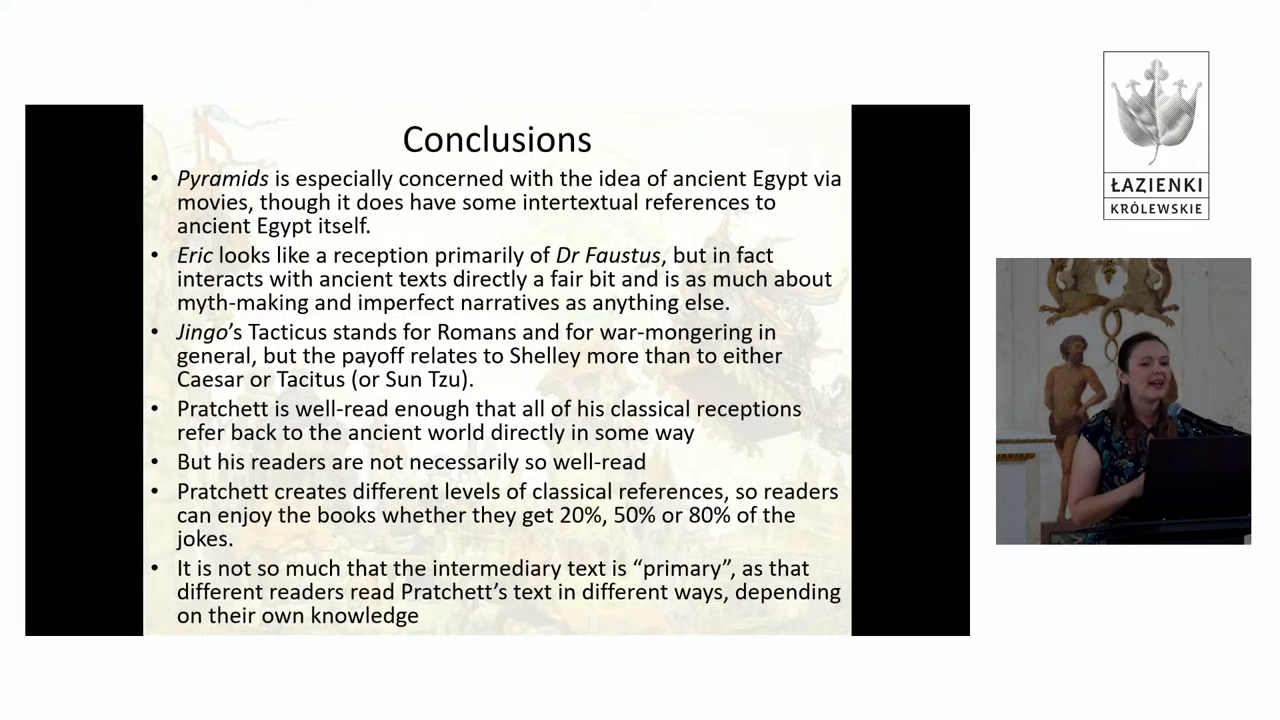 Conclusions
• Pyramids is especially concerned with the idea of ancient Egypt via
movies, though it does have some intertextual references to
ancient Egypt itself.
• Eric looks like a reception primarily of Dr Faustus, but in fact
interacts with ancient texts directly a fair bit and is as much about
myth-making and imperfect narratives as anything else.
• Jingo’s Tacticus stands for Romans and for war-mongering in
general, but the payoff relates to Shelley more than to either
Caesar or Tacitus (or Sun Tzu).
• Pratchett is well-read enough that all of his classical receptions
refer back to the ancient world directly in some way
• But his readers are not necessarily so well-read
• Pratchett creates different levels of classical references, so readers
can enjoy the books whether they get 20%, 50% or 80% of the
jokes.
• It is not so much that the intermediary text is “primary”, as that
different readers read Pratchett’s text in different ways, depending
on their own knowledge
ŁAZIENKI
KRÓLEWSKIE